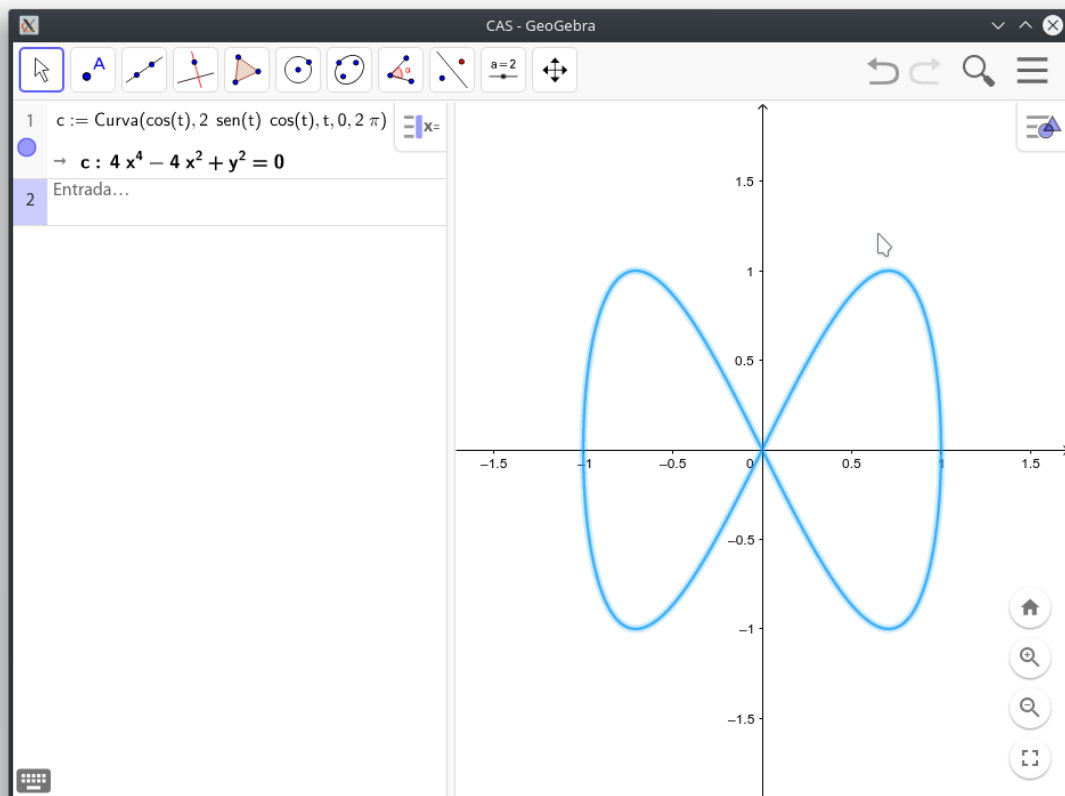 CAS - GeoGebra
A
α
a = 2
1 c := Curva(cos(t), 2 sen(t) cos(t), t, 0, 2 π)
x=
→ c : 4 x⁴ − 4 x² + y² = 0
2 Entrada…
1.5
1
0.5
−1.5 −1 −0.5 0 0.5 1 1.5
−0.5
−1
−1.5